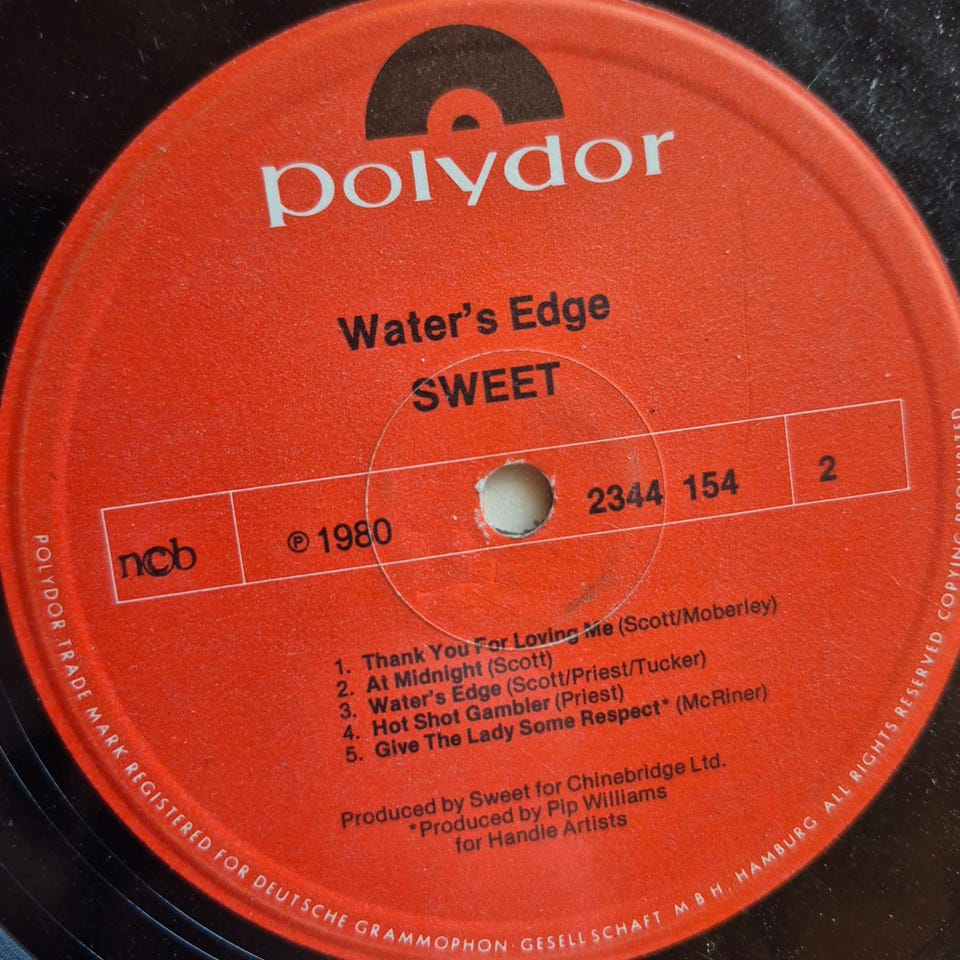 polydor
Water's Edge
SWEET
ncb ℗ 1980 2344 154 2
1. Thank You For Loving Me (Scott/Moberley)
2. At Midnight (Scott)
3. Water's Edge (Scott/Priest/Tucker)
4. Hot Shot Gambler (Priest)
5. Give The Lady Some Respect* (McRiner)
Produced by Sweet for Chinebridge Ltd.
*Produced by Pip Williams
for Handle Artists
POLYDOR TRADE MARK REGISTERED FOR DEUTSCHE GRAMMOPHON · GESELLSCHAFT M B H. HAMBURG ALL RIGHTS RESERVED COPYING PROHIBITED